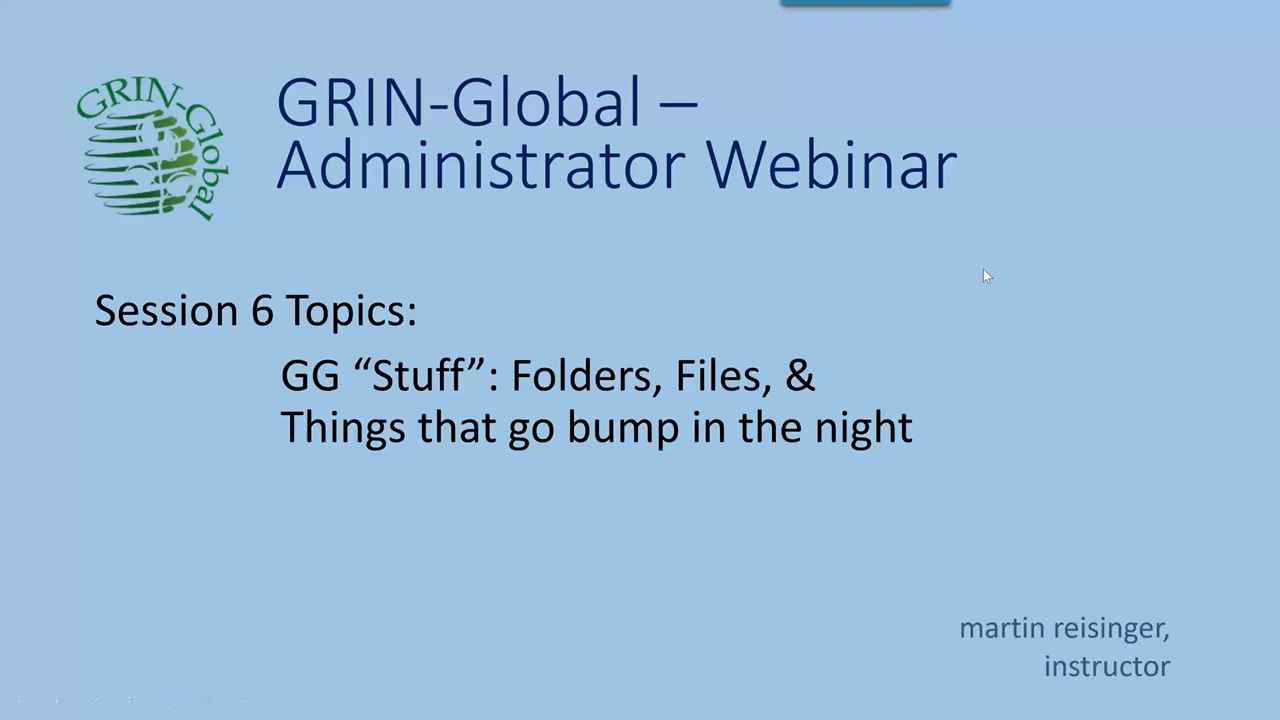 GRIN-Global
GRIN-Global –
Administrator Webinar
Session 6 Topics:
GG “Stuff”: Folders, Files, &
Things that go bump in the night
martin reisinger,
instructor